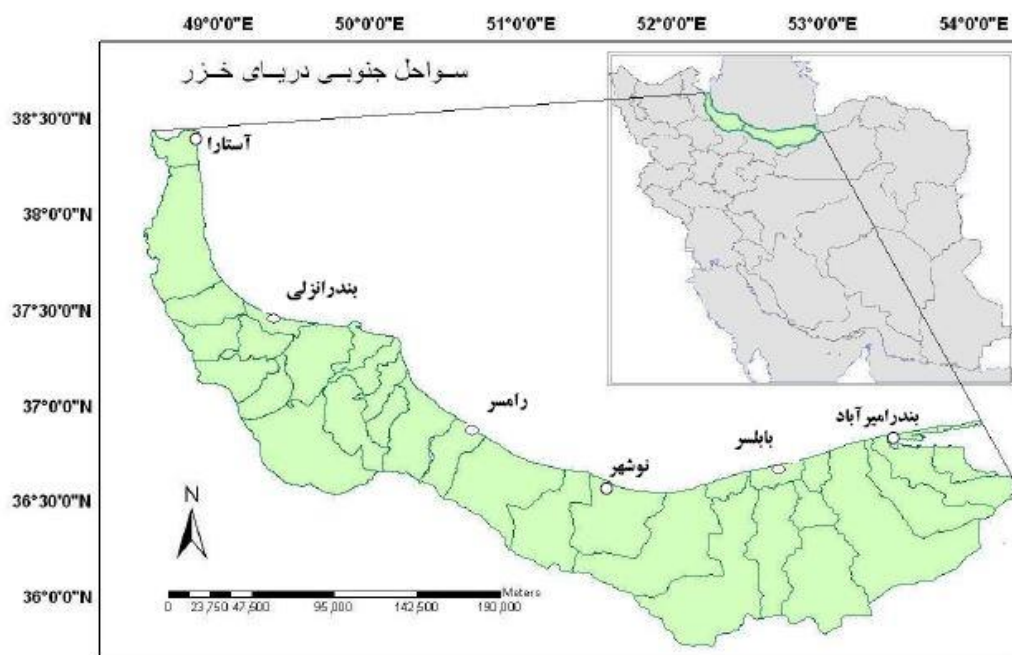 49°0'0"E 50°0'0"E 51°0'0"E 52°0'0"E 53°0'0"E 54°0'0"E
سواحل جنوبی دریای خزر
38°30'0"N
آستارا
38°0'0"N
بندرانزلی
37°30'0"N
37°0'0"N
رامسر
بندرامیرآباد
بابلسر
نوشهر
36°30'0"N
N
36°0'0"N
Meters
0 23,750 47,500 95,000 142,500 190,000